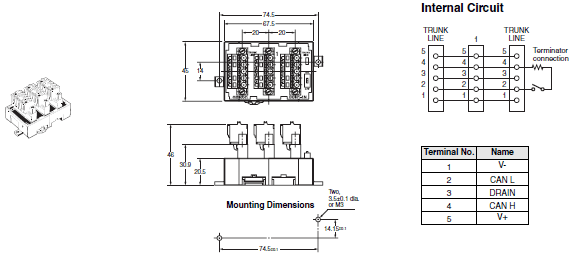 74.5
67.5
20 20
45
14
46
30.9
20.5
Mounting Dimensions
Two,
3.5±0.1 dia.
or M3
14.15±0.1
74.5±0.1
Internal Circuit
TRUNK
LINE
1
TRUNK
LINE
5 5 5
4 4 4
3 3 3
2 2 2
1 1 1
Terminator
connection
Terminal No. Name
1 V-
2 CAN L
3 DRAIN
4 CAN H
5 V+